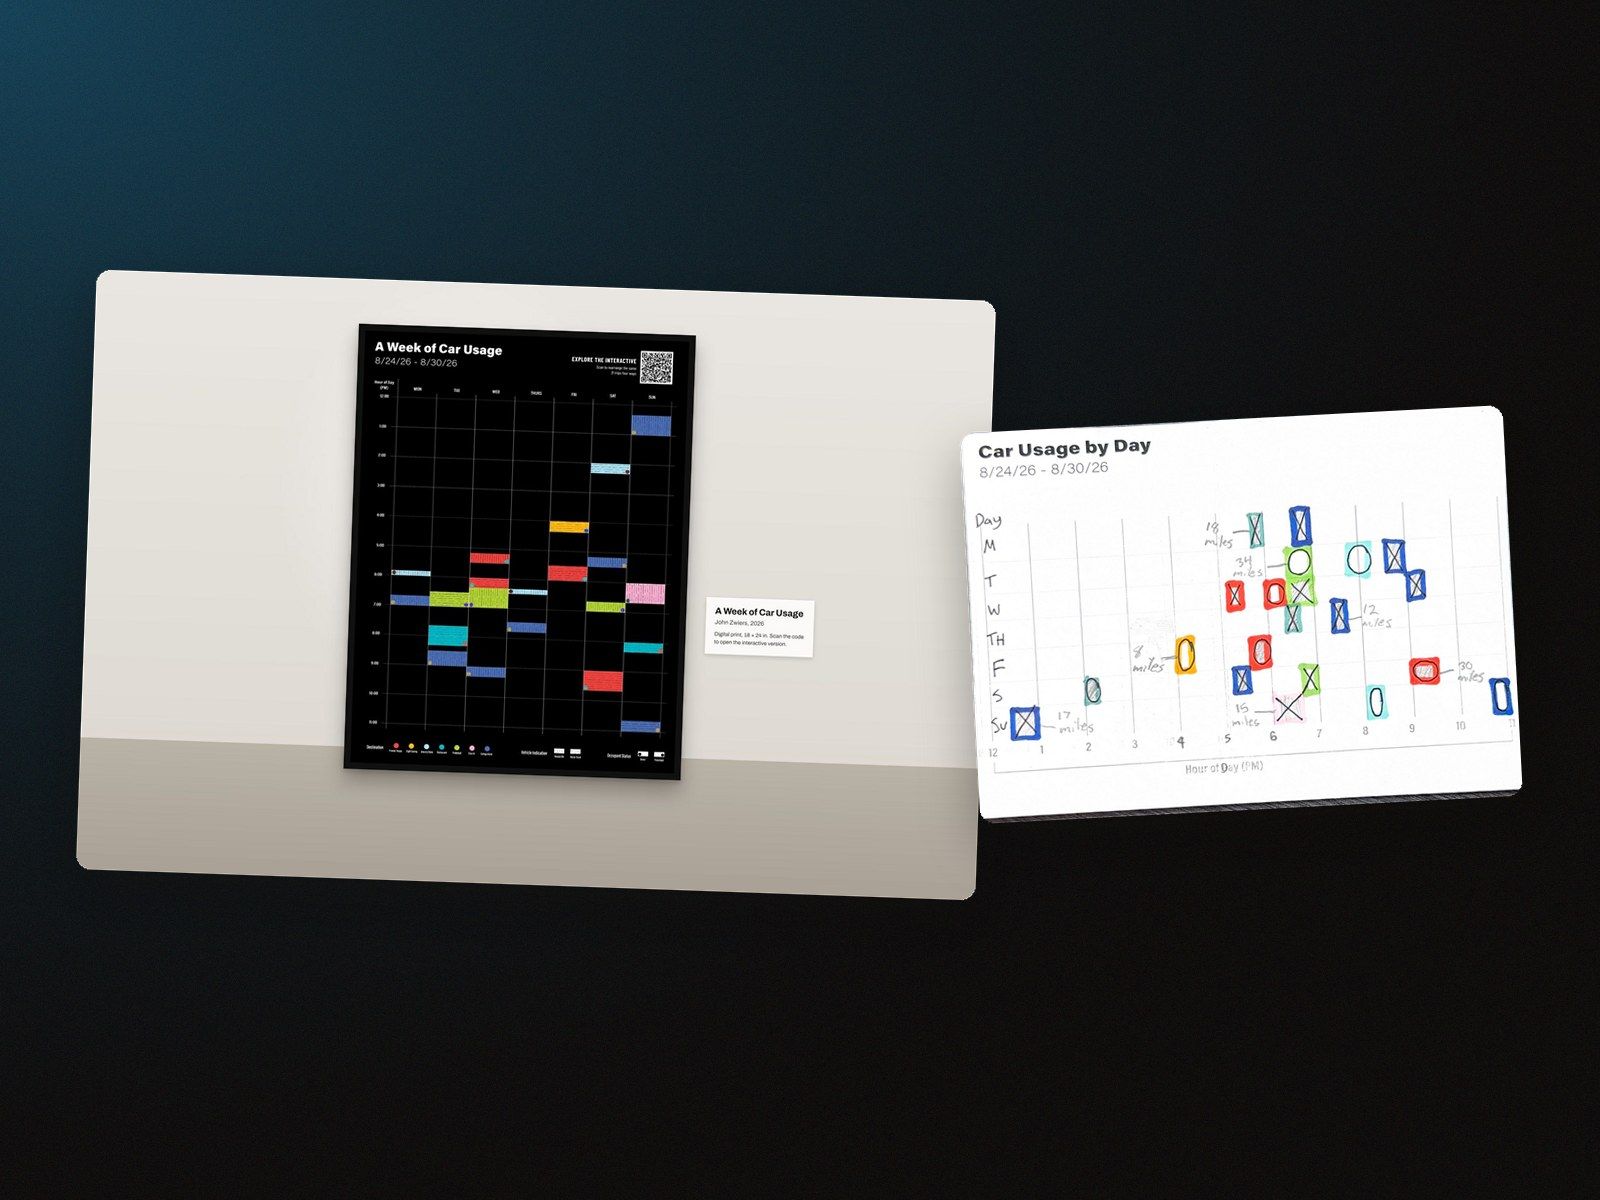 A Week of Car Usage
8/24/26 - 8/30/26
EXPLORE THE INTERACTIVE
Hour of Day
(PM)
MON TUE WED THURS FRI SAT SUN
12:00
1:00
2:00
3:00
4:00
5:00
6:00
7:00
8:00
9:00
10:00
11:00
Destination
Vehicle Indication
Occupant Status
A Week of Car Usage
John Zwiers, 2026
Digital print, 18 × 24 in. Scan the code
to open the interactive version.
Car Usage by Day
8/24/26 - 8/30/26
Day
M
T
W
TH
F
S
SU
18
miles
34
miles
12
miles
8
miles
30
miles
15
miles
17
miles
12 1 2 3 4 5 6 7 8 9 10 11
Hour of Day (PM)